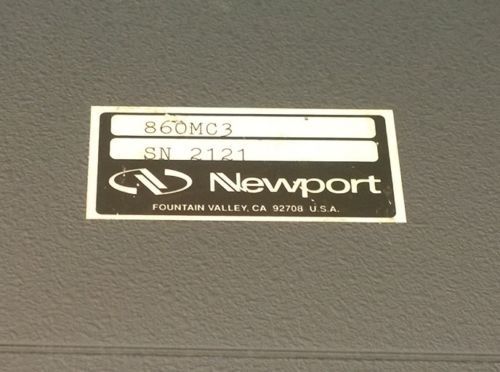 860MC3
SN 2121
Newport
FOUNTAIN VALLEY, CA 92708 U.S.A.